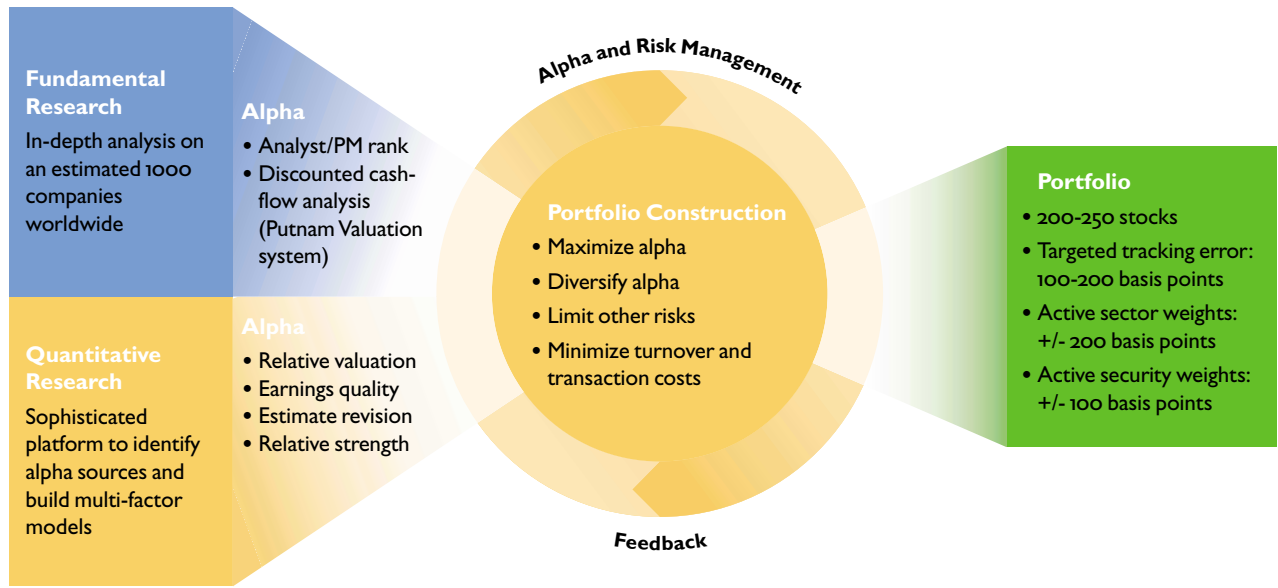 Fundamental
Research
In-depth analysis on
an estimated 1000
companies
worldwide
Alpha
• Analyst/PM rank
• Discounted cash-
flow analysis
(Putnam Valuation
system)
Quantitative
Research
Sophisticated
platform to identify
alpha sources and
build multi-factor
models
Alpha
• Relative valuation
• Earnings quality
• Estimate revision
• Relative strength
Alpha and Risk Management
Portfolio Construction
• Maximize alpha
• Diversify alpha
• Limit other risks
• Minimize turnover and
transaction costs
Feedback
Portfolio
• 200-250 stocks
• Targeted tracking error:
100-200 basis points
• Active sector weights:
+/- 200 basis points
• Active security weights:
+/- 100 basis points